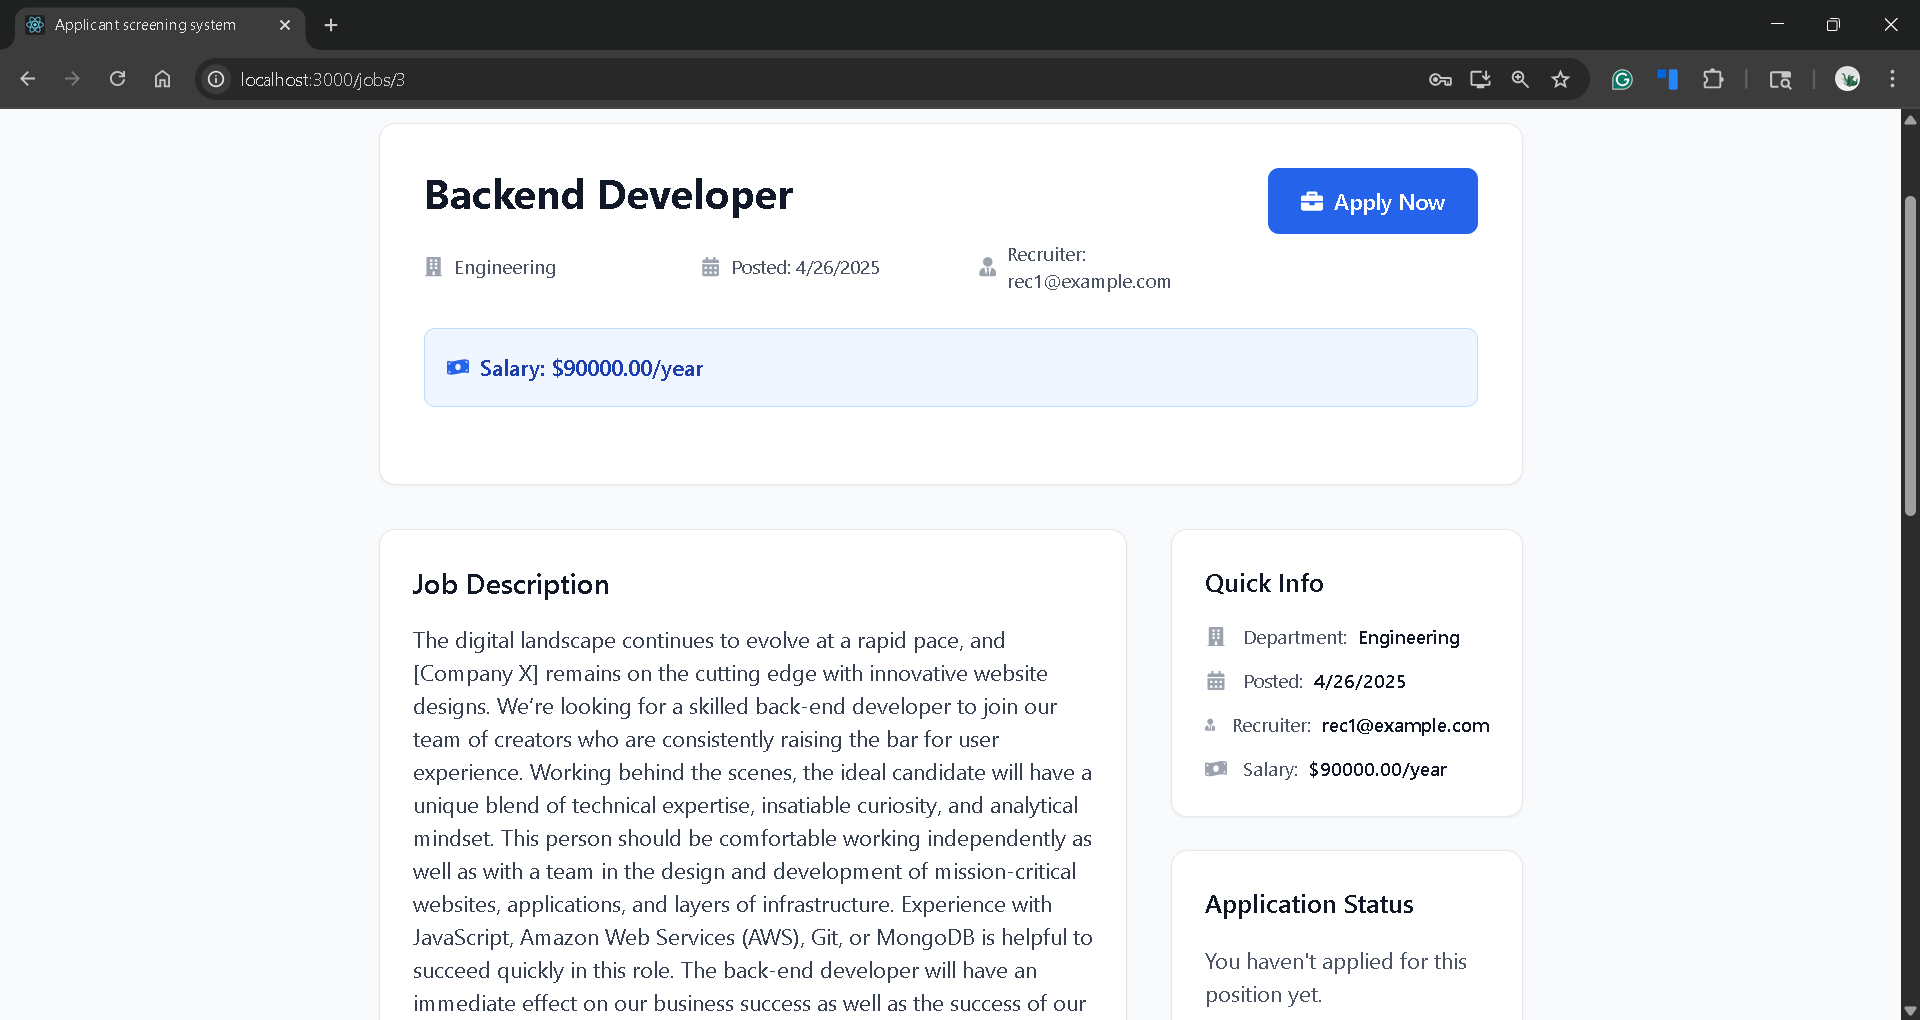 Applicant screening system
localhost:3000/jobs/3
Backend Developer
Apply Now
Engineering
Posted: 4/26/2025
Recruiter:
rec1@example.com
Salary: $90000.00/year
Job Description
The digital landscape continues to evolve at a rapid pace, and
[Company X] remains on the cutting edge with innovative website
designs. We’re looking for a skilled back-end developer to join our
team of creators who are consistently raising the bar for user
experience. Working behind the scenes, the ideal candidate will have a
unique blend of technical expertise, insatiable curiosity, and analytical
mindset. This person should be comfortable working independently as
well as with a team in the design and development of mission-critical
websites, applications, and layers of infrastructure. Experience with
JavaScript, Amazon Web Services (AWS), Git, or MongoDB is helpful to
succeed quickly in this role. The back-end developer will have an
immediate effect on our business success as well as the success of our
Quick Info
Department: Engineering
Posted: 4/26/2025
Recruiter: rec1@example.com
Salary: $90000.00/year
Application Status
You haven't applied for this
position yet.